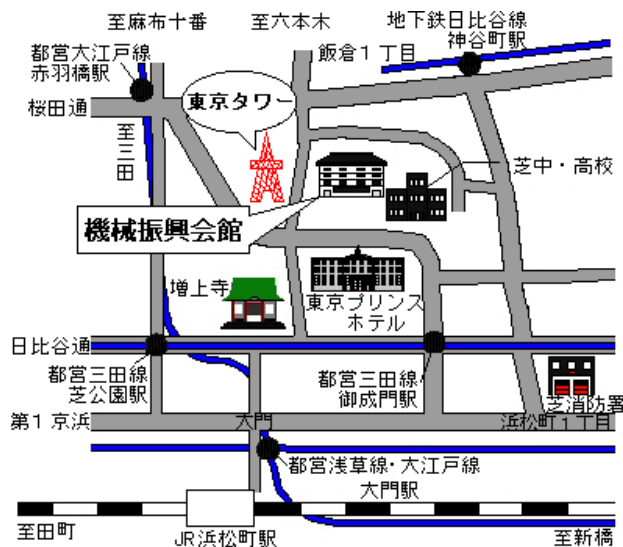 至麻布十番
至六本木
地下鉄日比谷線
神谷町駅
都営大江戸線
赤羽橋駅
飯倉1丁目
桜田通
東京タワー
至三田
芝中・高校
機械振興会館
増上寺
東京プリンス
ホテル
日比谷通
都営三田線
芝公園駅
都営三田線
御成門駅
芝消防署
第1京浜
大門
浜松町1丁目
都営浅草線・大江戸線
大門駅
至田町
JR浜松町駅
至新橋